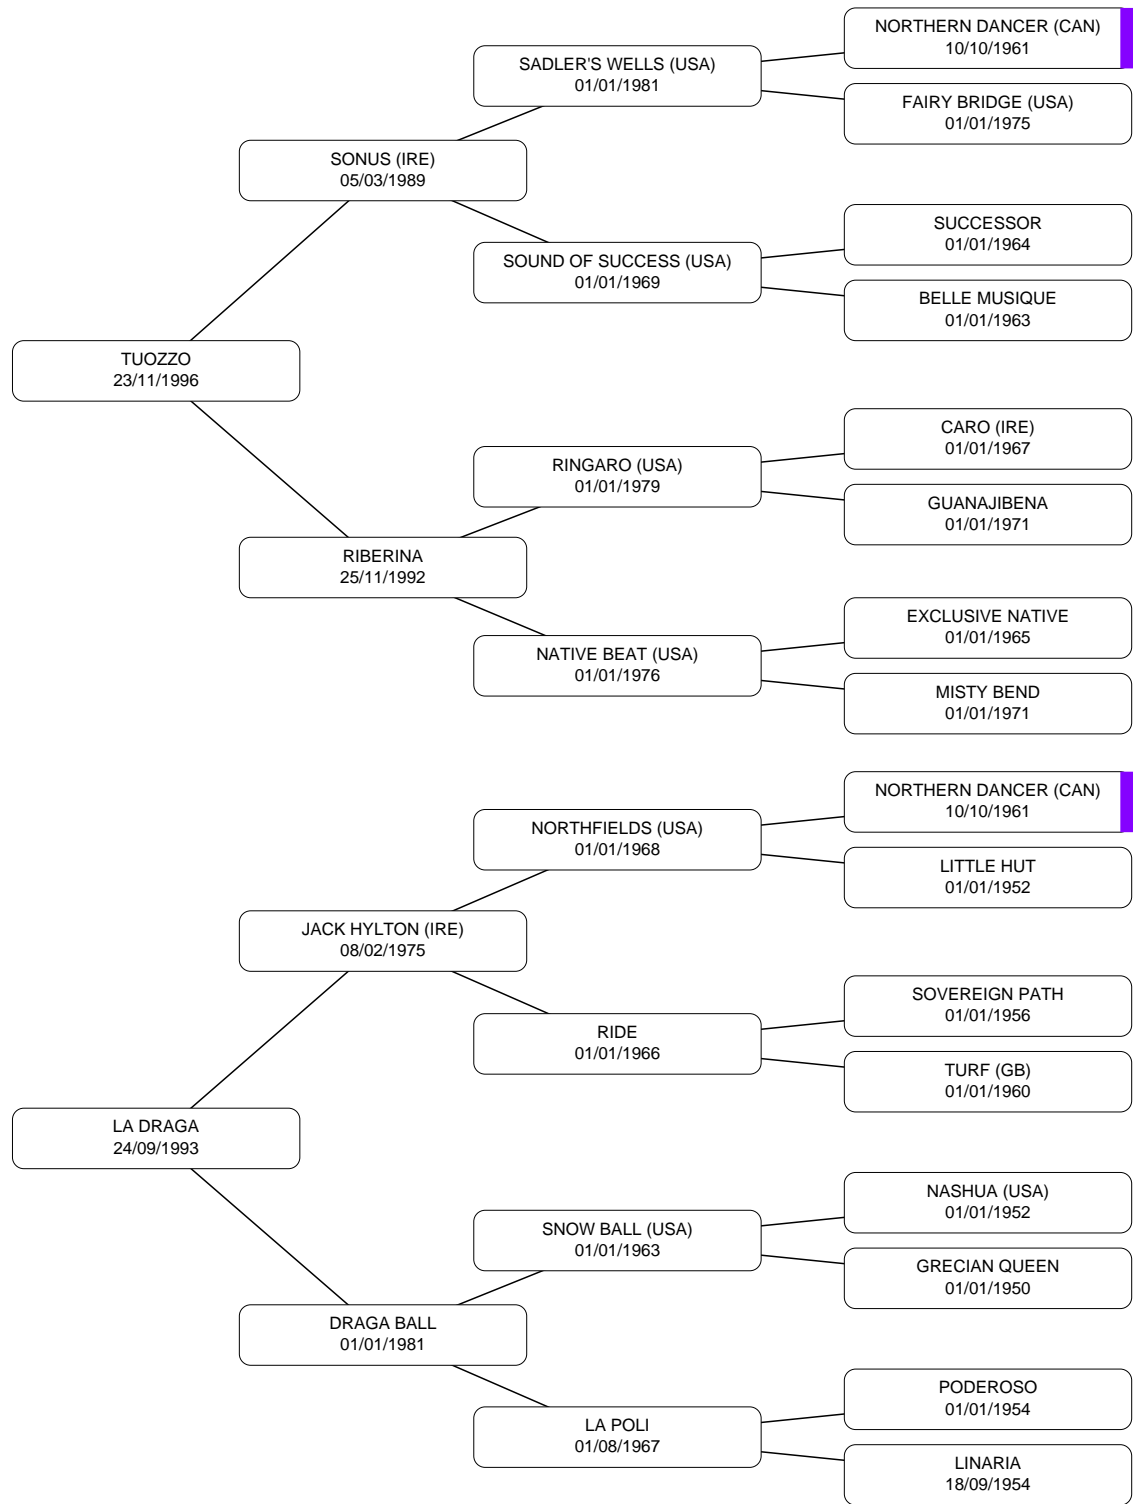 NORTHERN DANCER (CAN)
10/10/1961
SADLER'S WELLS (USA)
01/01/1981
FAIRY BRIDGE (USA)
01/01/1975
SONUS (IRE)
05/03/1989
SUCCESSOR
01/01/1964
SOUND OF SUCCESS (USA)
01/01/1969
BELLE MUSIQUE
01/01/1963
TUOZZO
23/11/1996
CARO (IRE)
01/01/1967
RINGARO (USA)
01/01/1979
GUANAJIBENA
01/01/1971
RIBERINA
25/11/1992
EXCLUSIVE NATIVE
01/01/1965
NATIVE BEAT (USA)
01/01/1976
MISTY BEND
01/01/1971
NORTHERN DANCER (CAN)
10/10/1961
NORTHFIELDS (USA)
01/01/1968
LITTLE HUT
01/01/1952
JACK HYLTON (IRE)
08/02/1975
SOVEREIGN PATH
01/01/1956
RIDE
01/01/1966
TURF (GB)
01/01/1960
LA DRAGA
24/09/1993
NASHUA (USA)
01/01/1952
SNOW BALL (USA)
01/01/1963
GRECIAN QUEEN
01/01/1950
DRAGA BALL
01/01/1981
PODEROSO
01/01/1954
LA POLI
01/08/1967
LINARIA
18/09/1954